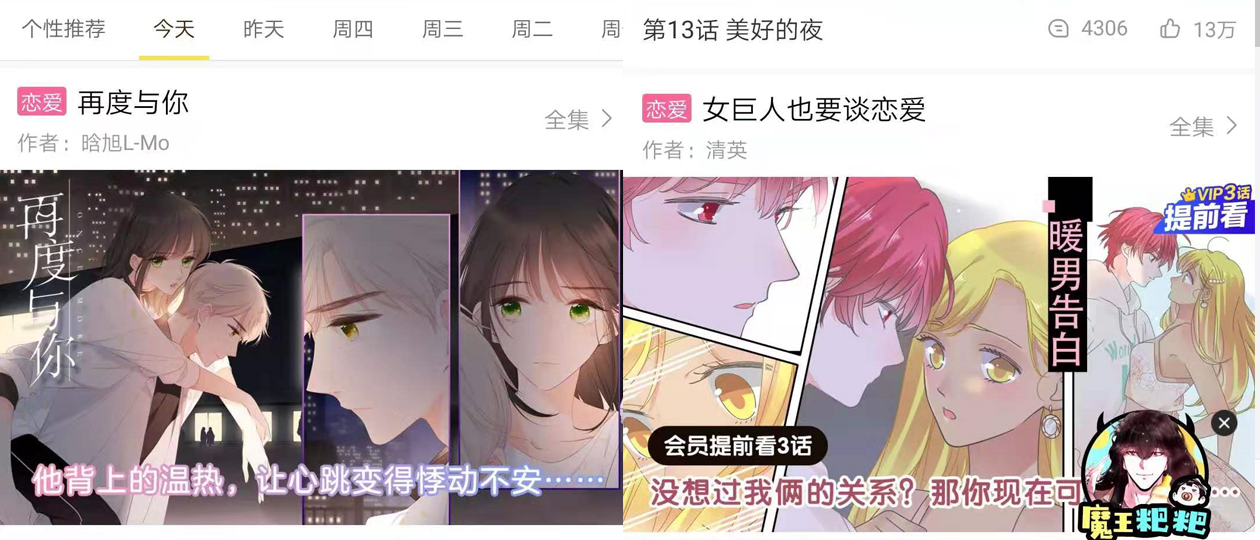 个性推荐 今天 昨天 周四 周三 周二
恋爱 再度与你
全集
作者：晗旭L-Mo
再度与你
他背上的温热，让心跳变得悸动不安……
第13话 美好的夜
4306 13万
恋爱 女巨人也要谈恋爱
全集
作者：清英
VIP3话
提前看
暖男告白
会员提前看3话
没想过我俩的关系？那你现在可
魔王粑粑